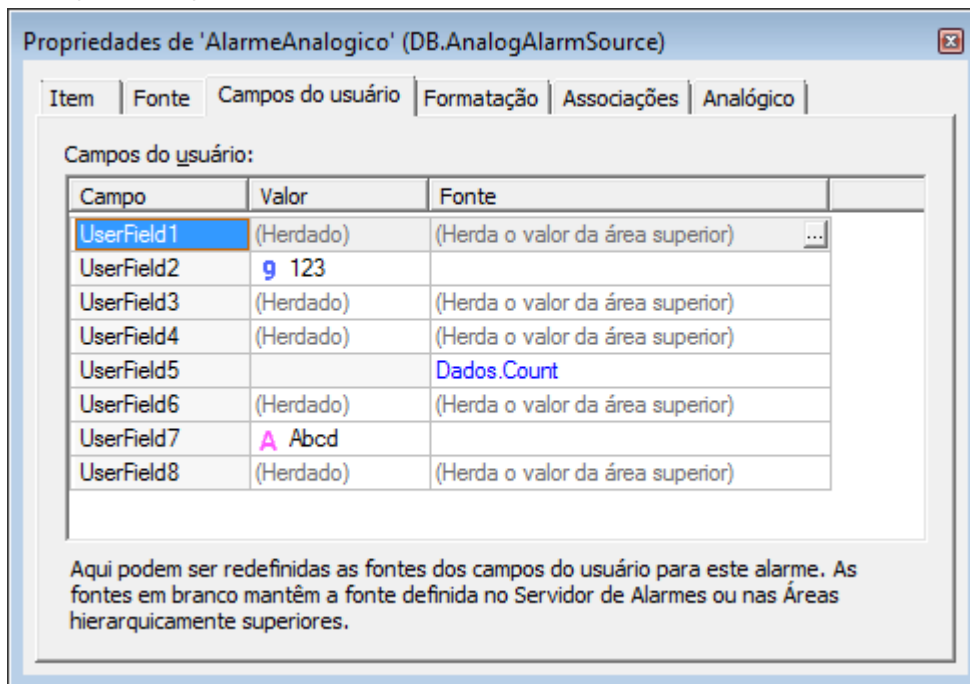 Propriedades de 'AlarmeAnalogico' (DB.AnalogAlarmSource)
Item Fonte Campos do usuário Formatação Associações Analógico
Campos do usuário:
Campo Valor Fonte
UserField1 (Herdado) (Herda o valor da área superior) ...
UserField2 9 123
UserField3 (Herdado) (Herda o valor da área superior)
UserField4 (Herdado) (Herda o valor da área superior)
UserField5 Dados.Count
UserField6 (Herdado) (Herda o valor da área superior)
UserField7 A Abcd
UserField8 (Herdado) (Herda o valor da área superior)
Aqui podem ser redefinidas as fontes dos campos do usuário para este alarme. As
fontes em branco mantêm a fonte definida no Servidor de Alarmes ou nas Áreas
hierarquicamente superiores.